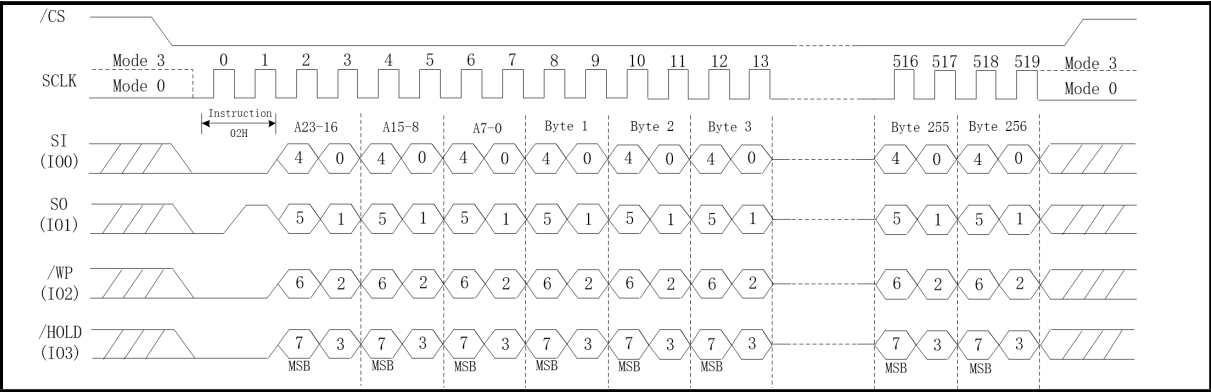 /CS
Mode 3 0 1 2 3 4 5 6 7 8 9 10 11 12 13 516 517 518 519 Mode 3
SCLK
Mode 0 Mode 0
Instruction
02H
A23-16 A15-8 A7-0 Byte 1 Byte 2 Byte 3 Byte 255 Byte 256
SI
(IO0)
4 0 4 0 4 0 4 0 4 0 4 0 4 0 4 0
SO
(IO1)
5 1 5 1 5 1 5 1 5 1 5 1 5 1 5 1
/WP
(IO2)
6 2 6 2 6 2 6 2 6 2 6 2 6 2 6 2
/HOLD
(IO3)
7 3 7 3 7 3 7 3 7 3 7 3 7 3 7 3
MSB MSB MSB MSB MSB MSB MSB MSB